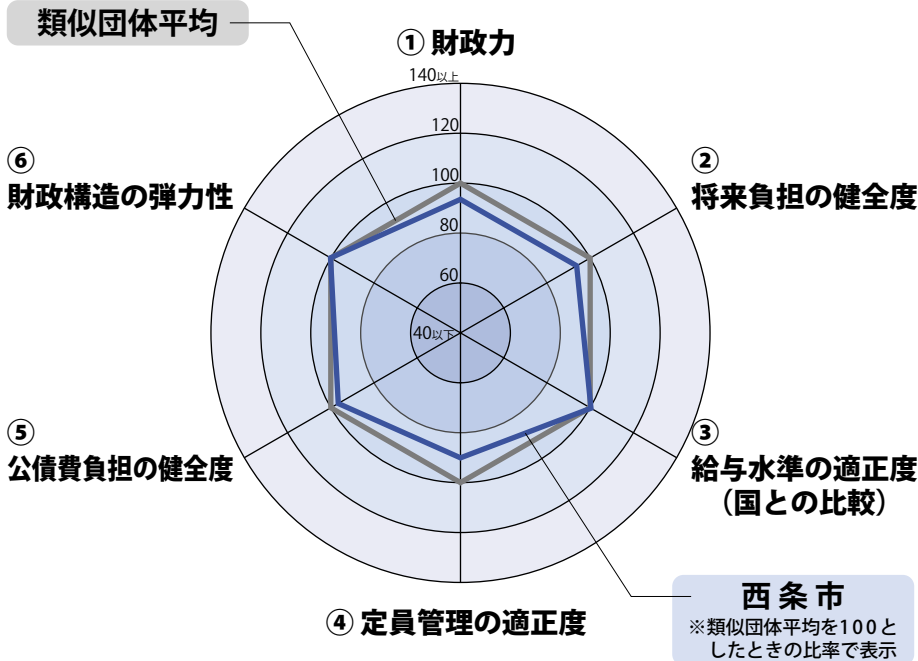 類似団体平均
① 財政力
140以上
120
100
80
60
40以下
②
将来負担の健全度
③
給与水準の適正度
（国との比較）
④ 定員管理の適正度
⑤
公債費負担の健全度
⑥
財政構造の弾力性
西条市
※類似団体平均を100と
したときの比率で表示